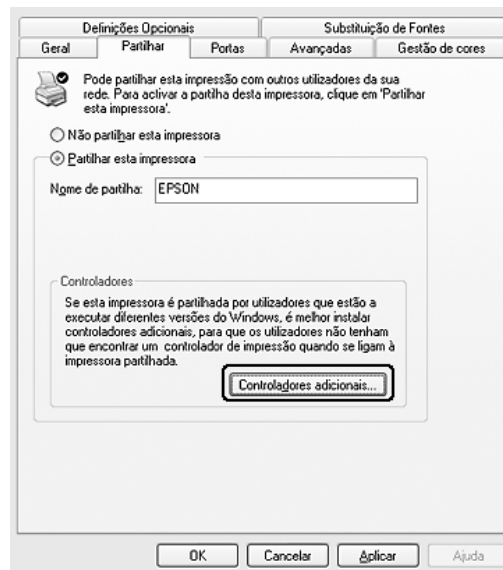 Definições Opcionais
Substituição de Fontes
Geral
Partilhar
Portas
Avançadas
Gestão de cores
Pode partilhar esta impressão com outros utilizadores da sua
rede. Para activar a partilha desta impressora, clique em 'Partilhar
esta impressora'.
Não partilhar esta impressora
Partilhar esta impressora
Nome de partilha:
EPSON
Controladores
Se esta impressora é partilhada por utilizadores que estão a
executar diferentes versões do Windows, é melhor instalar
controladores adicionais, para que os utilizadores não tenham
que encontrar um controlador de impressão quando se ligam à
impressora partilhada.
Controladores adicionais...
OK
Cancelar
Aplicar
Ajuda